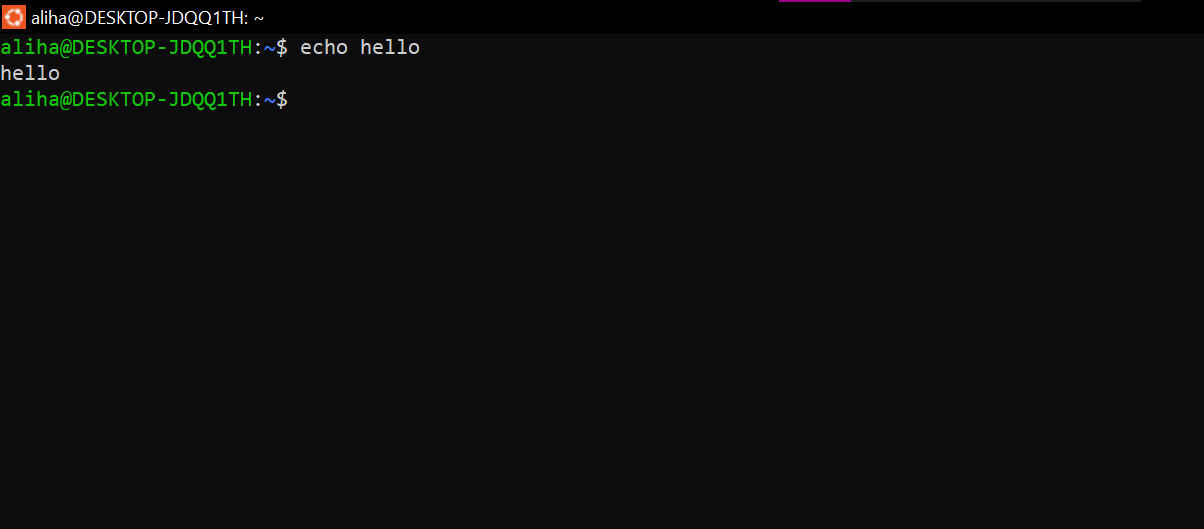 aliha@DESKTOP-JDQQ1TH: ~
aliha@DESKTOP-JDQQ1TH:~$ echo hello
hello
aliha@DESKTOP-JDQQ1TH:~$